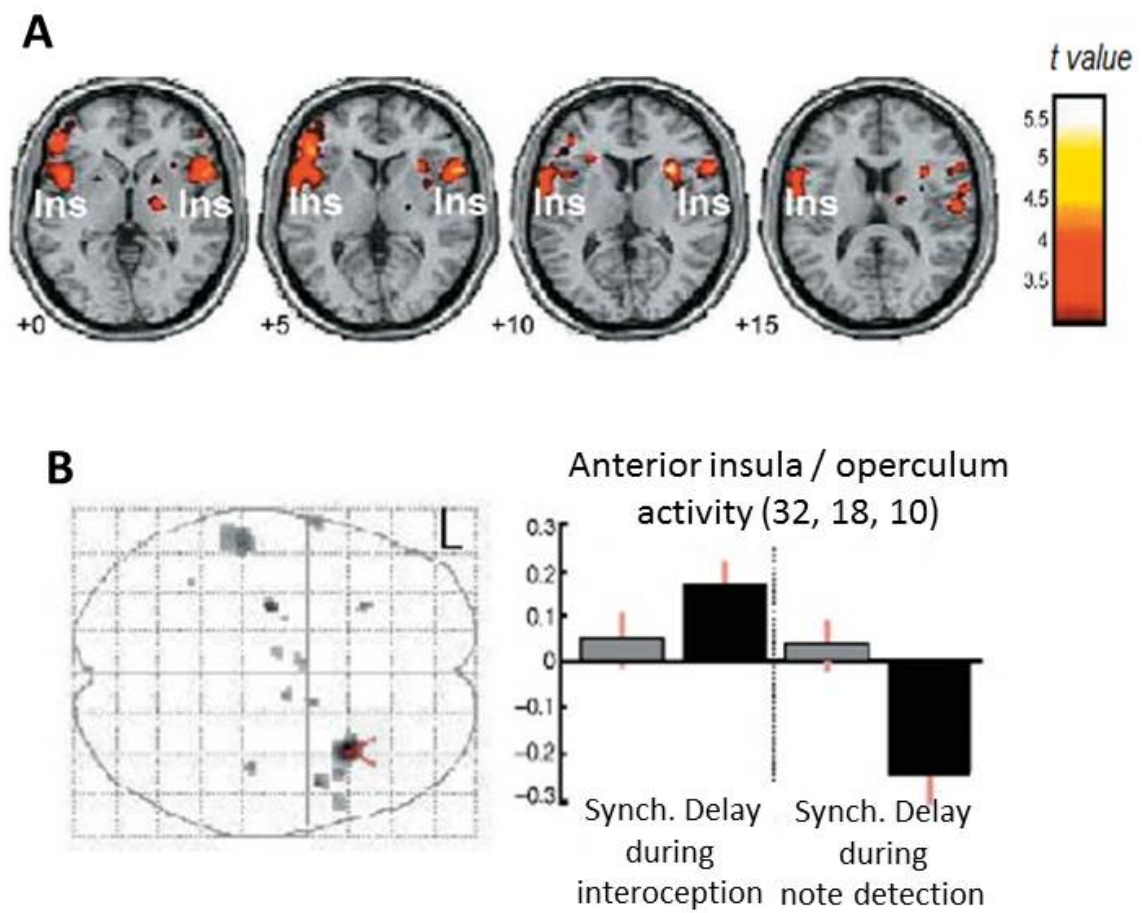 A
t value
5.5
5
4.5
4
3.5
Ins Ins
Ins Ins
Ins Ins
Ins
+0
+5
+10
+15
B
L
Anterior insula / operculum
activity (32, 18, 10)
0.3
0.2
0.1
0
−0.1
−0.2
−0.3
Synch. Delay
during
interoception
Synch. Delay
during
note detection